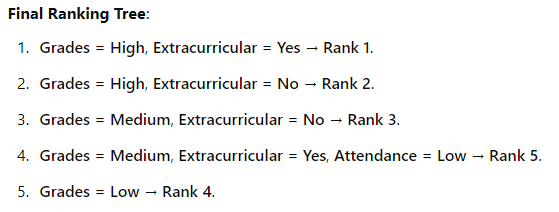 Final Ranking Tree:
1. Grades = High, Extracurricular = Yes → Rank 1.
2. Grades = High, Extracurricular = No → Rank 2.
3. Grades = Medium, Extracurricular = No → Rank 3.
4. Grades = Medium, Extracurricular = Yes, Attendance = Low → Rank 5.
5. Grades = Low → Rank 4.